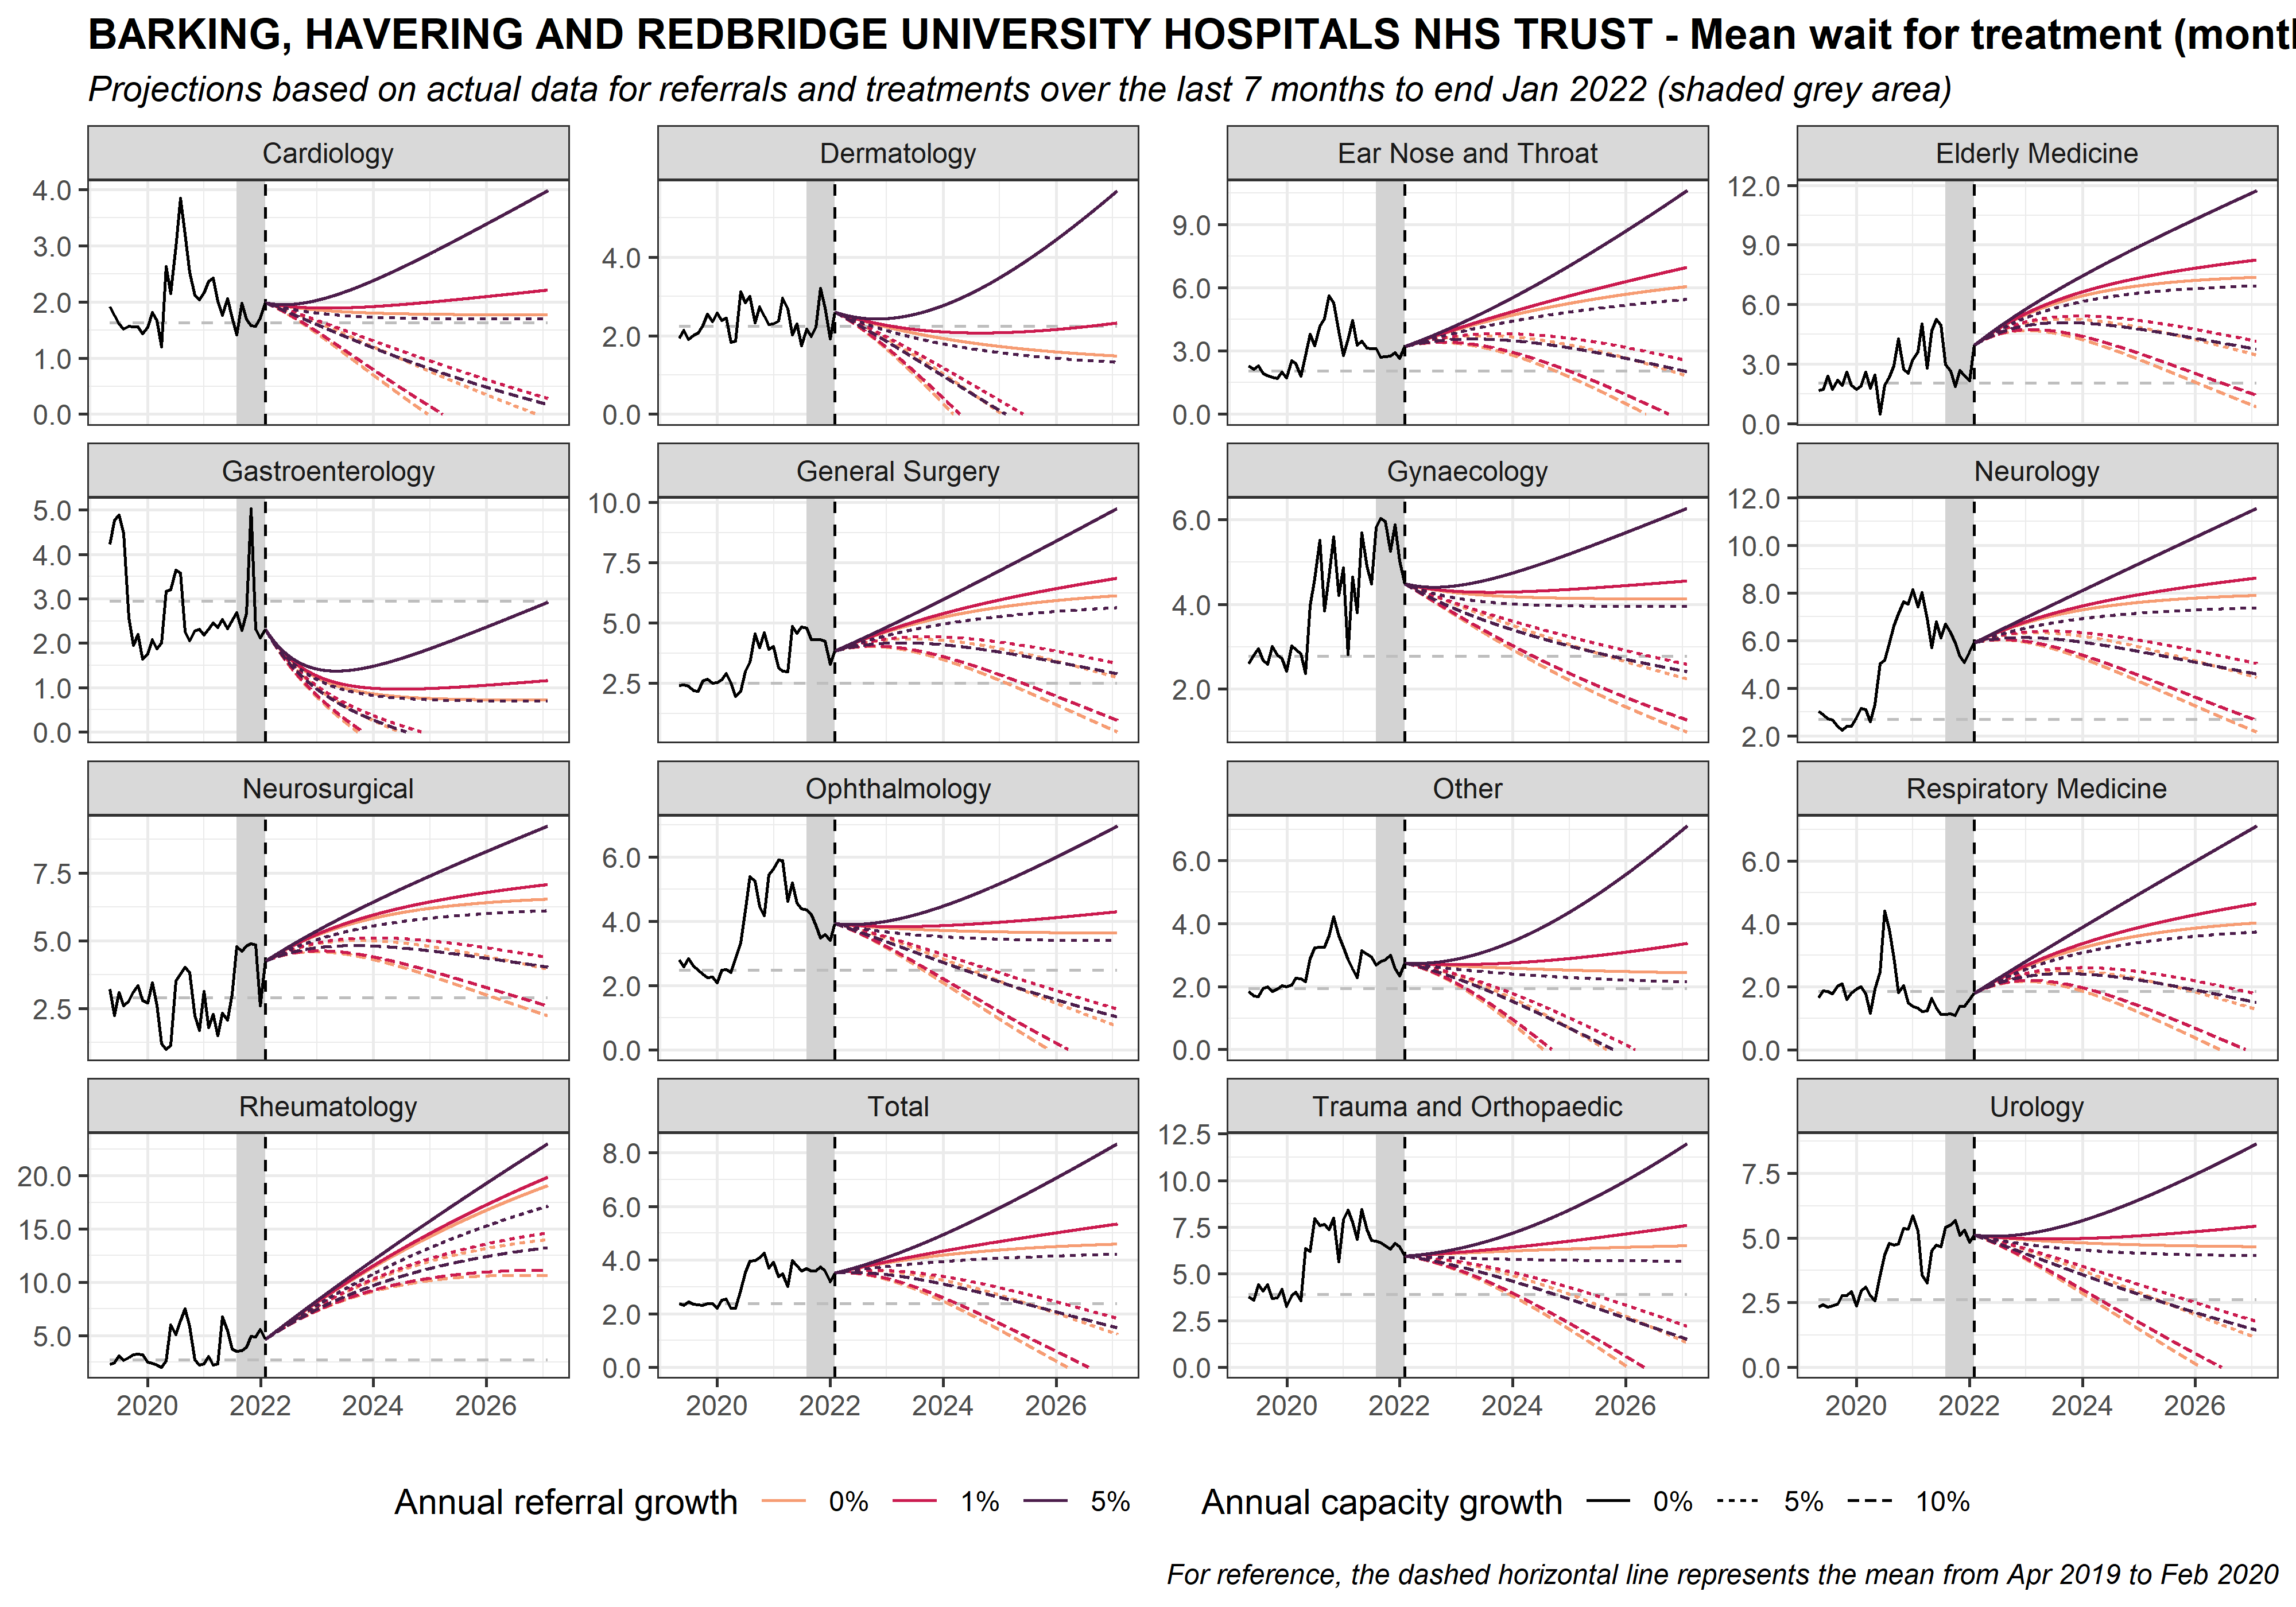 BARKING, HAVERING AND REDBRIDGE UNIVERSITY HOSPITALS NHS TRUST - Mean wait for treatment (mont
Projections based on actual data for referrals and treatments over the last 7 months to end Jan 2022 (shaded grey area)
Cardiology
4.0
3.0
2.0
1.0
0.0
Dermatology
4.0
2.0
0.0
Ear Nose and Throat
9.0
6.0
3.0
0.0
Elderly Medicine
12.0
9.0
6.0
3.0
0.0
Gastroenterology
5.0
4.0
3.0
2.0
1.0
0.0
General Surgery
10.0
7.5
5.0
2.5
Gynaecology
6.0
4.0
2.0
Neurology
12.0
10.0
8.0
6.0
4.0
2.0
Neurosurgical
7.5
5.0
2.5
Ophthalmology
6.0
4.0
2.0
0.0
Other
6.0
4.0
2.0
0.0
Respiratory Medicine
6.0
4.0
2.0
0.0
Rheumatology
20.0
15.0
10.0
5.0
2020 2022 2024 2026
Total
8.0
6.0
4.0
2.0
0.0
2020 2022 2024 2026
Trauma and Orthopaedic
12.5
10.0
7.5
5.0
2.5
0.0
2020 2022 2024 2026
Urology
7.5
5.0
2.5
0.0
2020 2022 2024 2026
Annual referral growth 0% 1% 5%
Annual capacity growth 0% 5% 10%
For reference, the dashed horizontal line represents the mean from Apr 2019 to Feb 2020